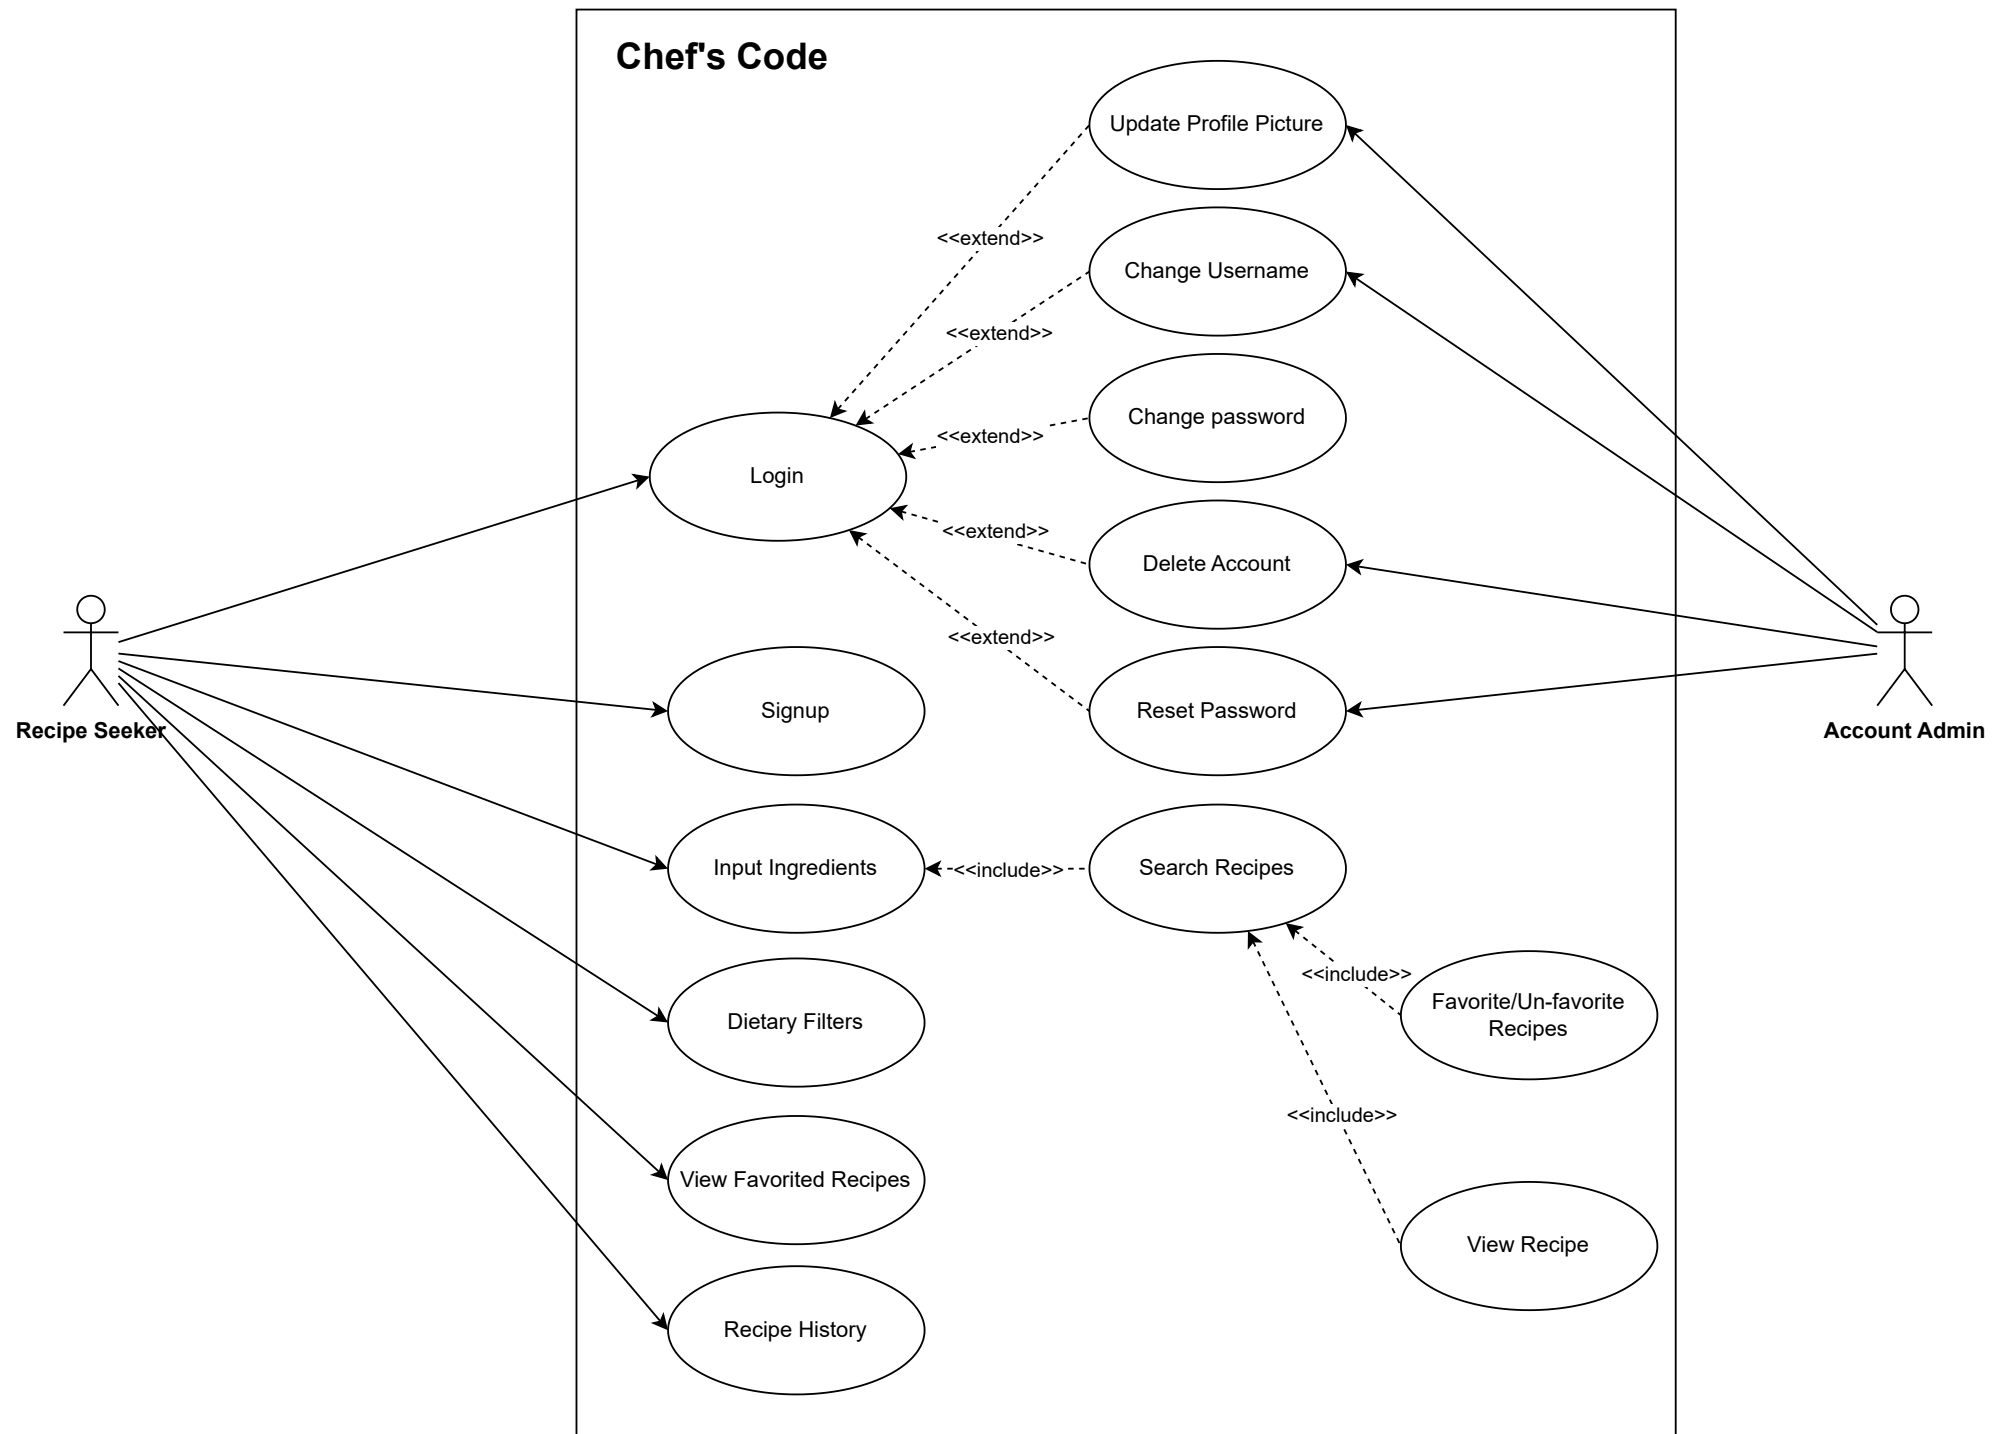 Chef's Code
Update Profile Picture
<<extend>>
Change Username
<<extend>>
Change password
<<extend>>
Login
<<extend>>
Delete Account
<<extend>>
Signup
Reset Password
Recipe Seeker
Account Admin
Input Ingredients
<<include>>
Search Recipes
<<include>>
Favorite/Un-favorite
Recipes
Dietary Filters
<<include>>
View Favorited Recipes
View Recipe
Recipe History